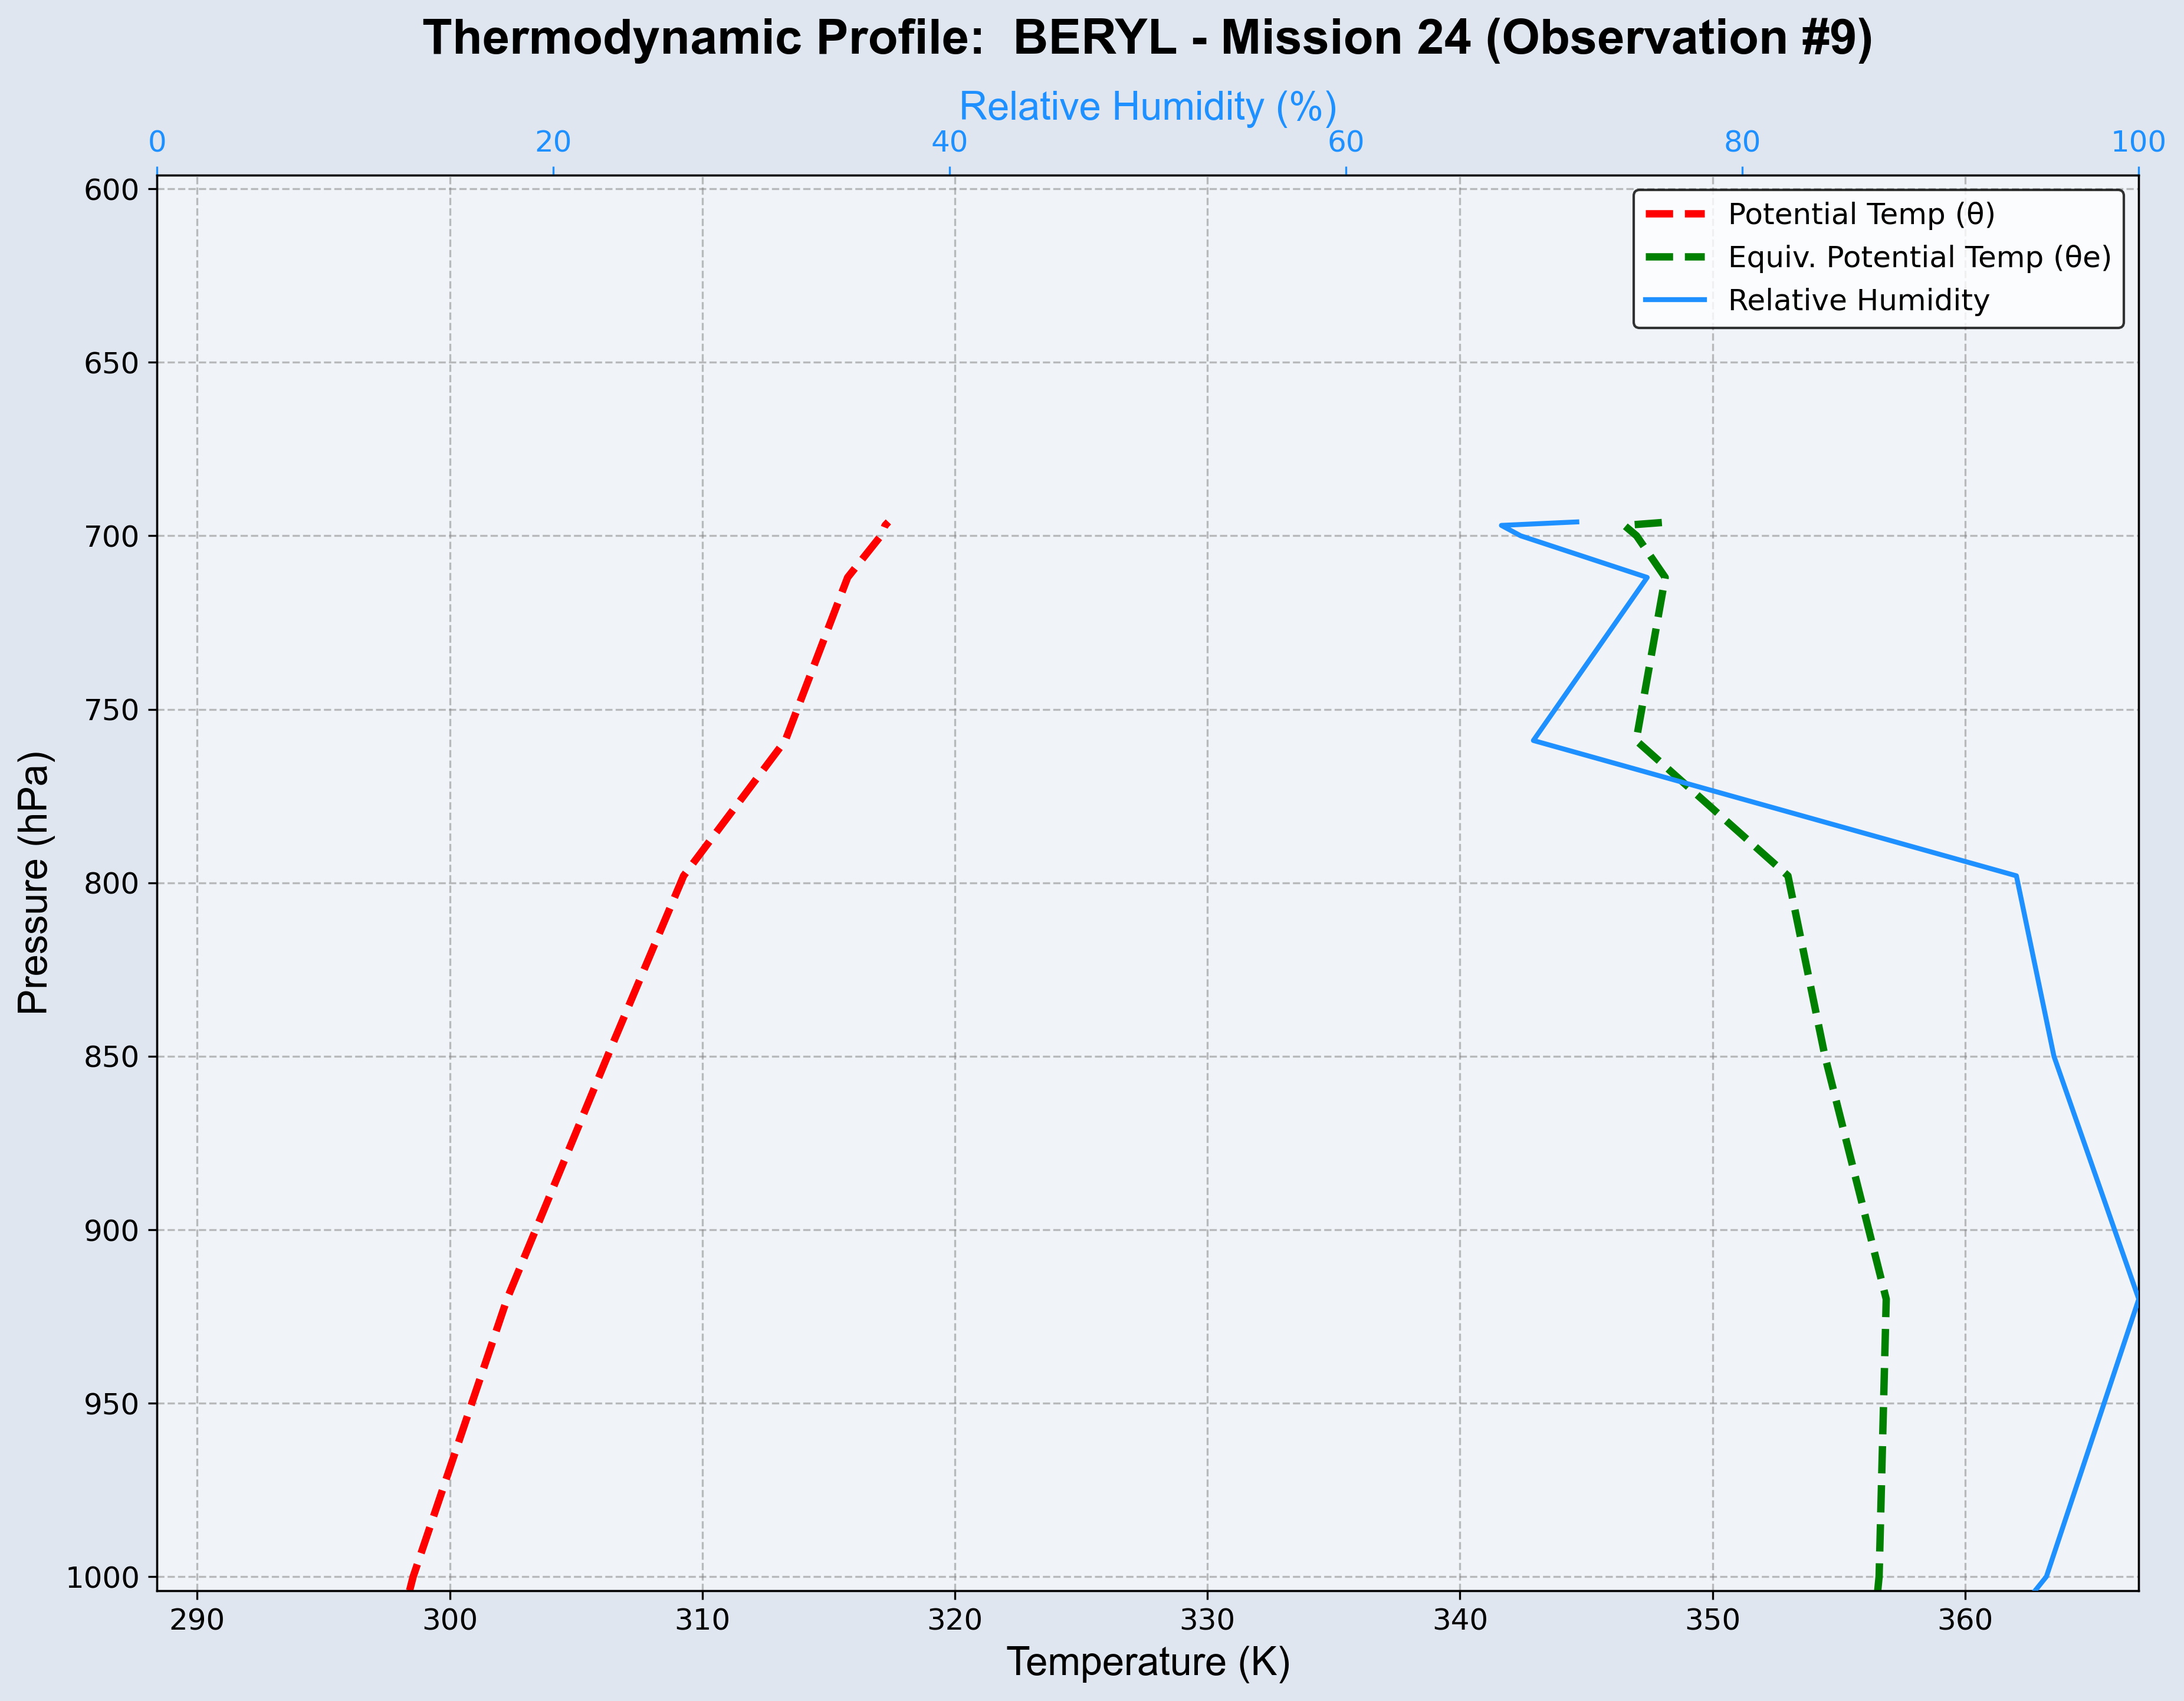 Thermodynamic Profile:  BERYL - Mission 24 (Observation #9)
Relative Humidity (%)
0 20 40 60 80 100
Potential Temp (θ)
Equiv. Potential Temp (θe)
Relative Humidity
600
650
700
750
800
850
900
950
1000
Pressure (hPa)
290 300 310 320 330 340 350 360
Temperature (K)